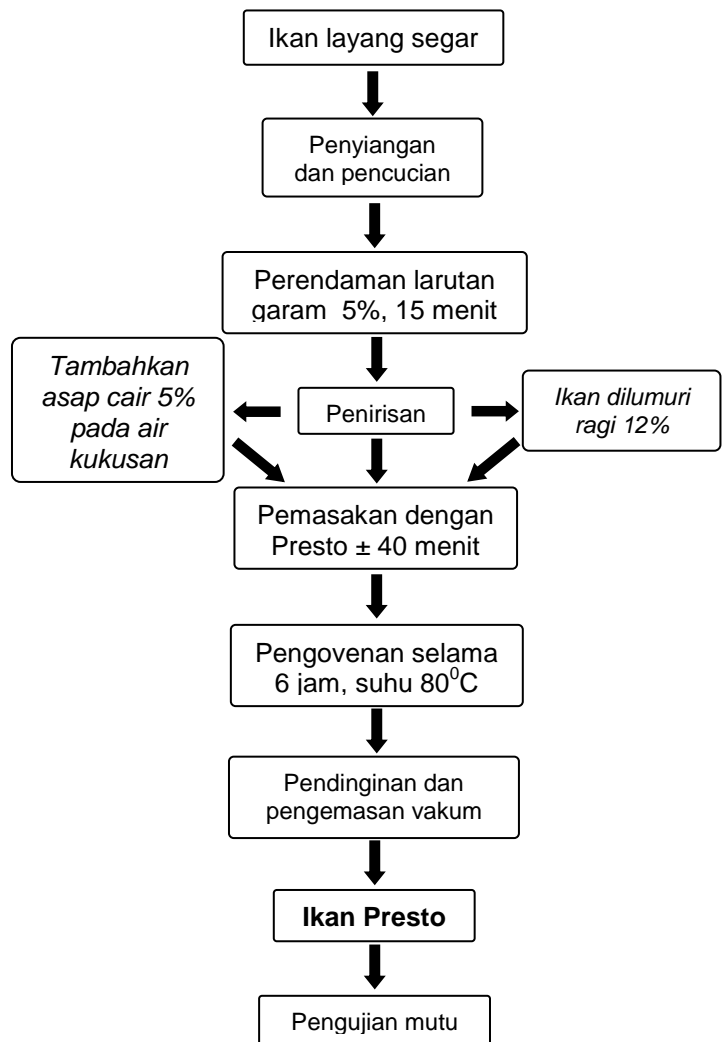 Ikan layang segar
Penyiangan
dan pencucian
Perendaman larutan
garam 5%, 15 menit
Tambahkan
asap cair 5%
pada air
kukusan
Penirisan
Ikan dilumuri
ragi 12%
Pemasakan dengan
Presto ± 40 menit
Pengovenan selama
6 jam, suhu 80⁰C
Pendinginan dan
pengemasan vakum
Ikan Presto
Pengujian mutu